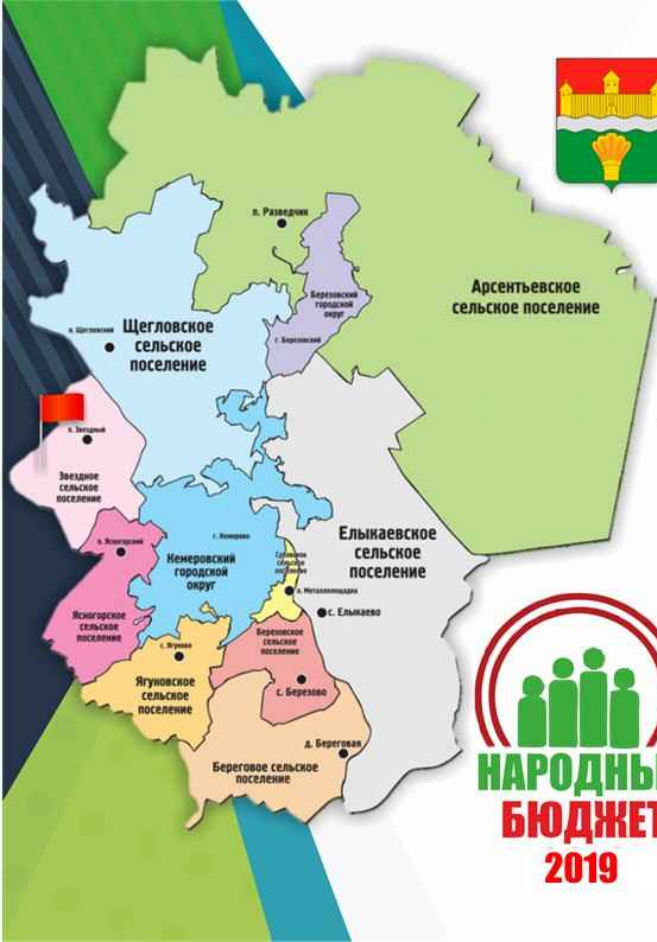 п. Разведчик
Арсентьевское
сельское поселение
Березовский
городской
округ
г. Березовский
п. Щегловский
Щегловское
сельское
поселение
п. Звездный
Звездное
сельское
поселение
г. Кемерово
Кемеровский
городской
округ
Елыкаевское
сельское
поселение
п. Ясногорский
сельское
поселение
п. Металлплощадка
с. Елыкаево
Ясногорское
сельское
поселение
с. Ягуново
Ягуновское
сельское
поселение
Березовское
сельское
поселение
с. Березово
д. Береговая
Береговое сельское
поселение
НАРОДНЫ
БЮДЖЕТ
2019